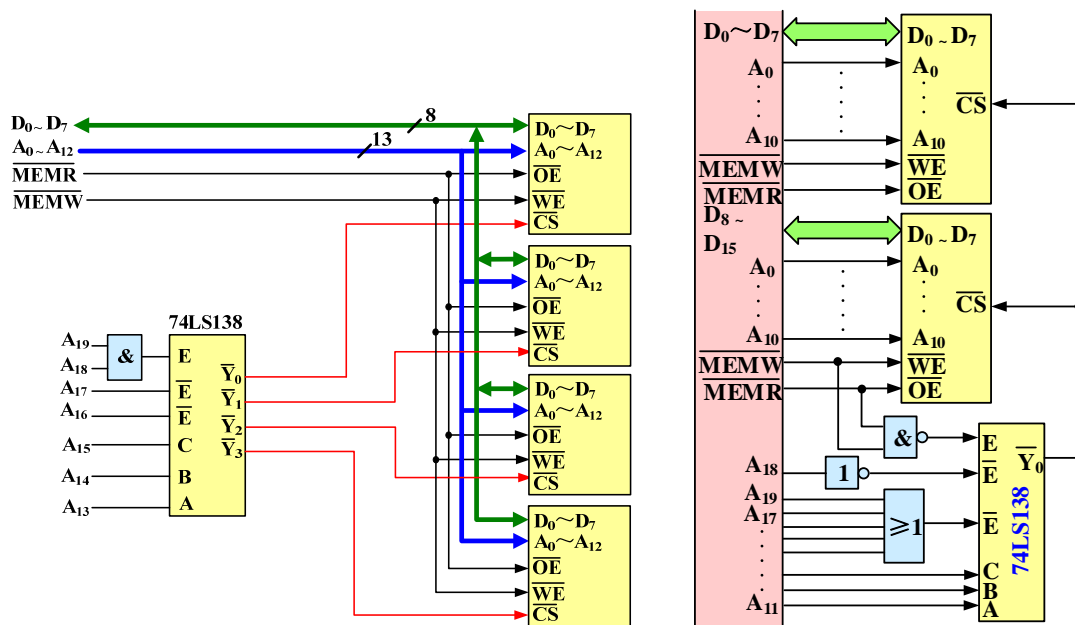 D₀~D₇
8
A₀~A₁₂
13
MEMR
MEMW
D₀～D₇
A₀～A₁₂
OE
WE
CS
D₀～D₇
A₀～A₁₂
OE
WE
CS
D₀～D₇
A₀～A₁₂
OE
WE
CS
D₀～D₇
A₀～A₁₂
OE
WE
CS
74LS138
A₁₉
A₁₈
&
E
A₁₇
E
A₁₆
E
A₁₅
C
A₁₄
B
A₁₃
A
Y₀
Y₁
Y₂
Y₃
D₀～D₇
A₀
A₁₀
MEMW
MEMR
D₈~
D₁₅
A₀
A₁₀
MEMW
MEMR
A₁₈
A₁₉
A₁₇
A₁₁
D₀~D₇
A₀
A₁₀
WE
OE
CS
D₀~D₇
A₀
A₁₀
WE
OE
CS
&
1
≥1
E
E
E
C
B
A
Y₀
74LS138